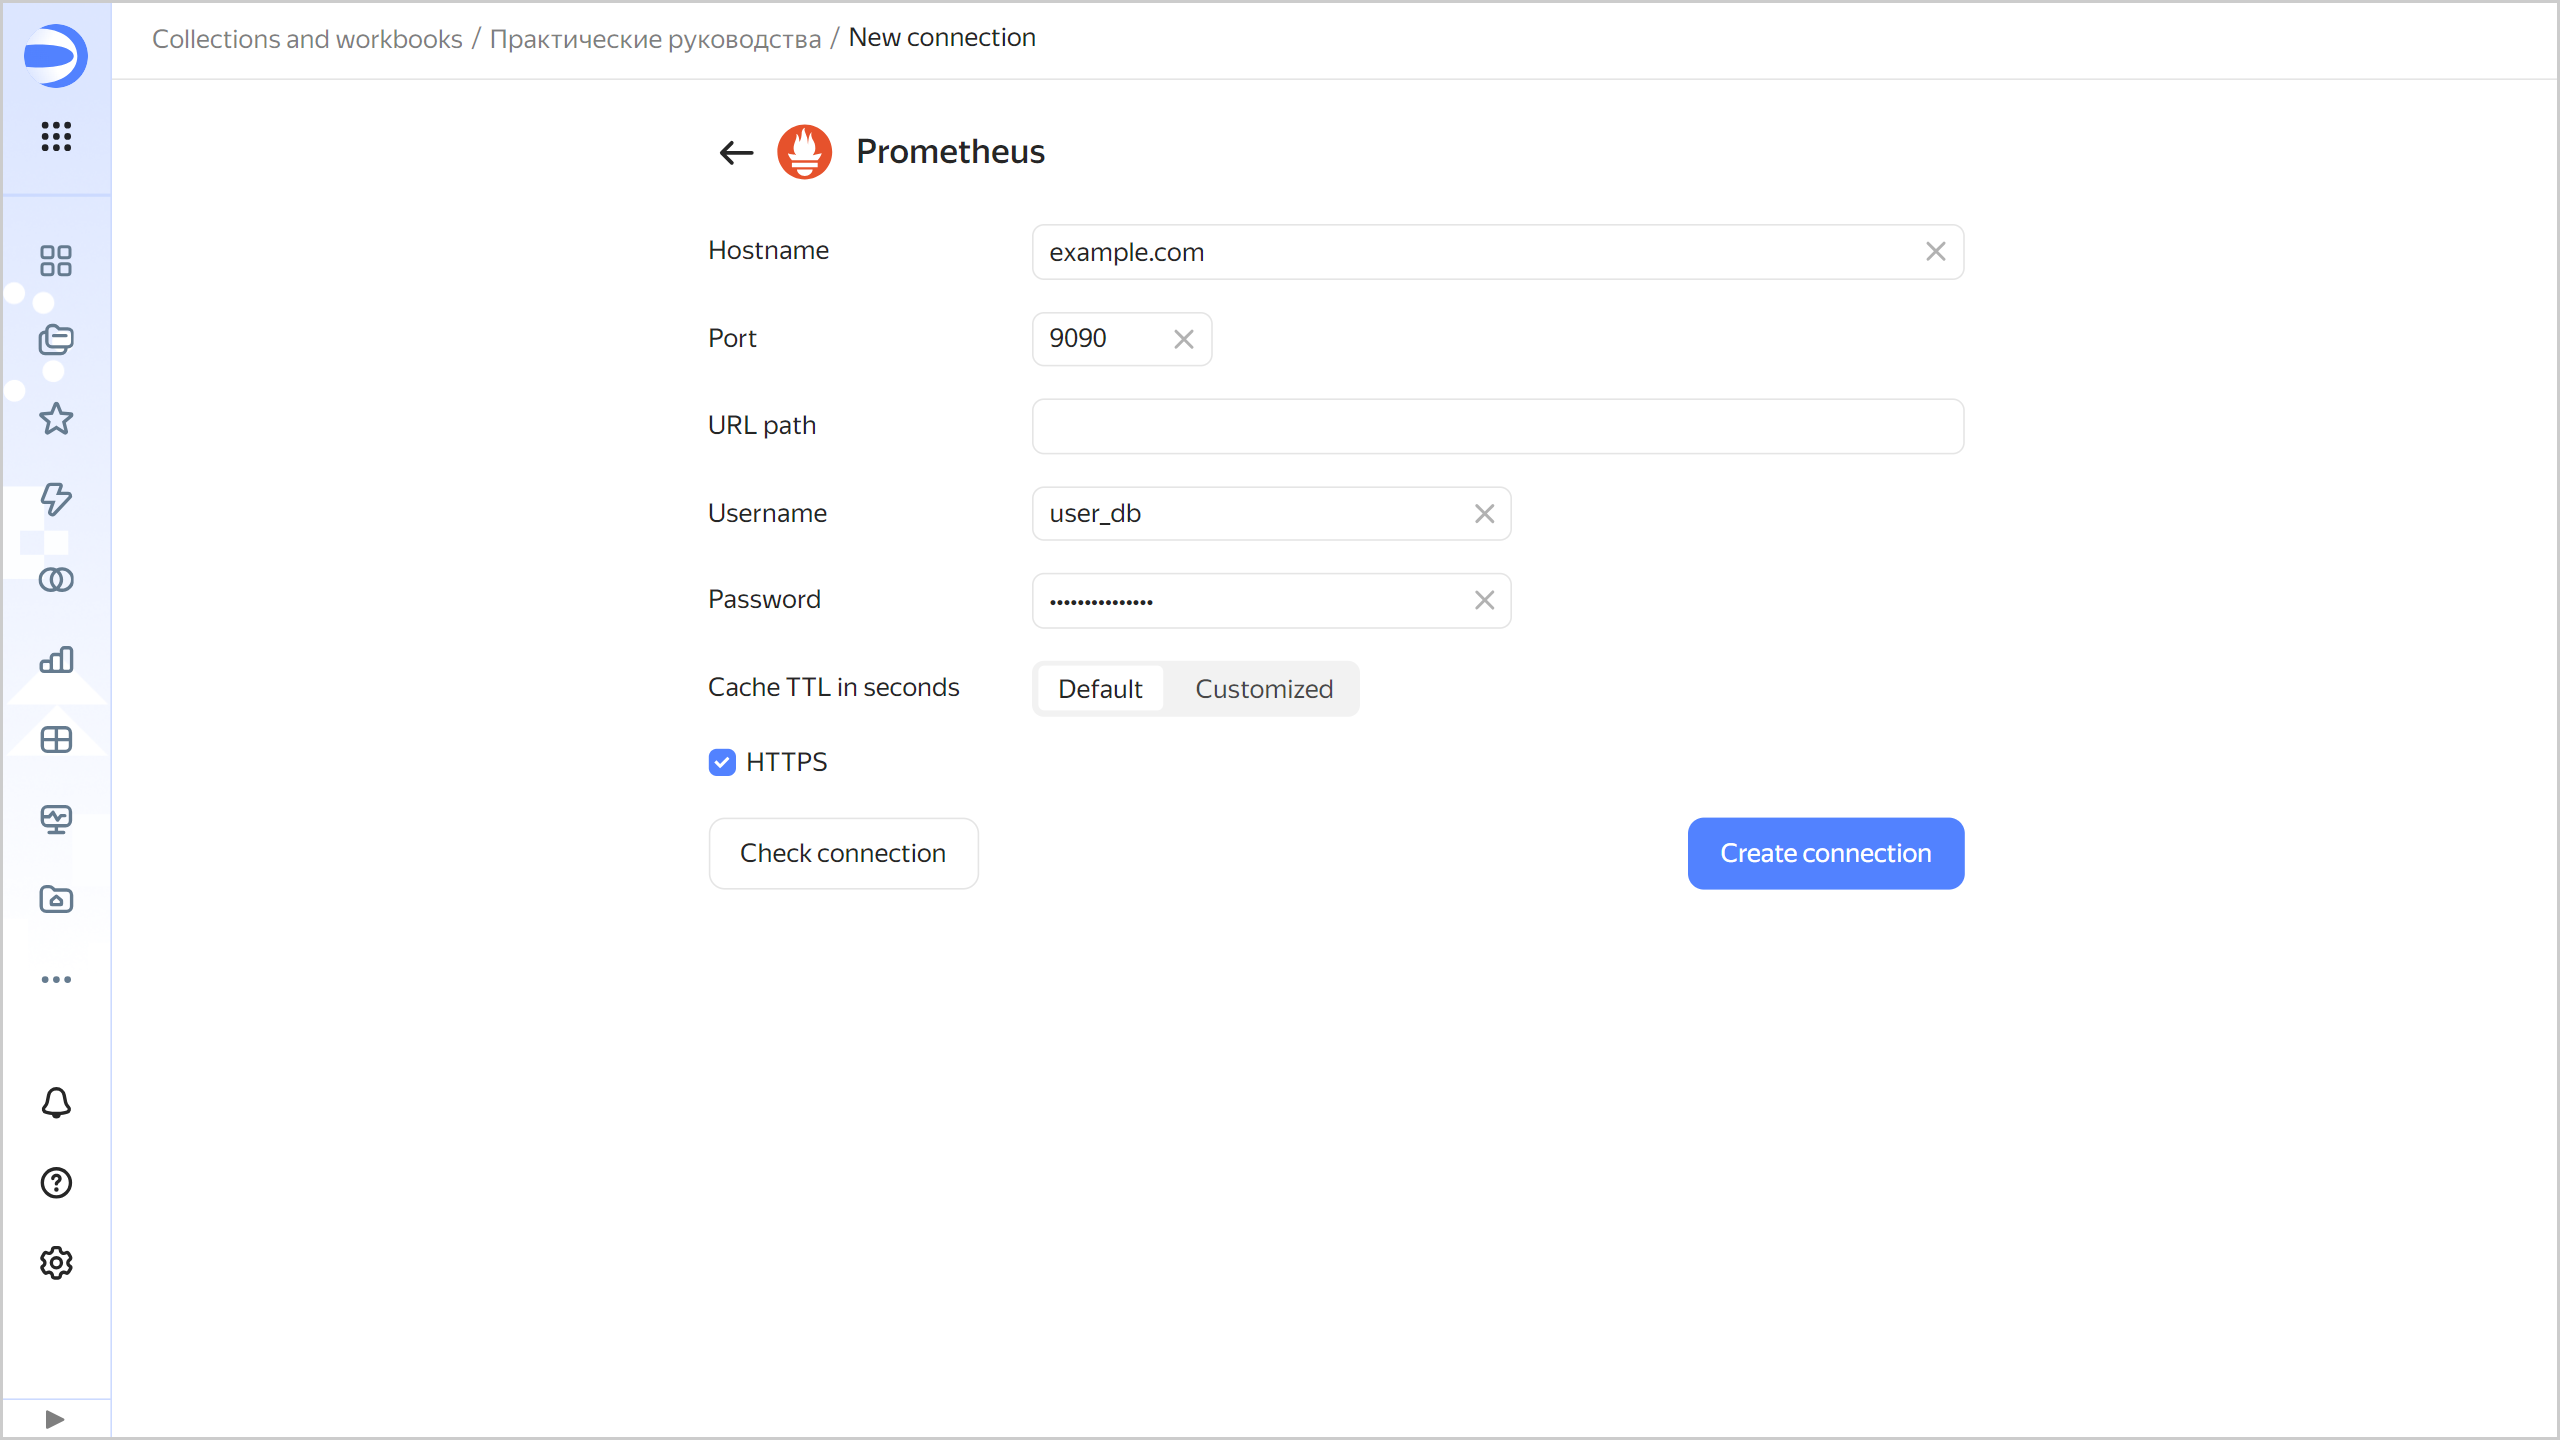 Collections and workbooks / Практические руководства / New connection
Prometheus
Hostname example.com
Port 9090
URL path
Username user_db
Password •••••••••••••••
Cache TTL in seconds Default Customized
HTTPS
Check connection Create connection